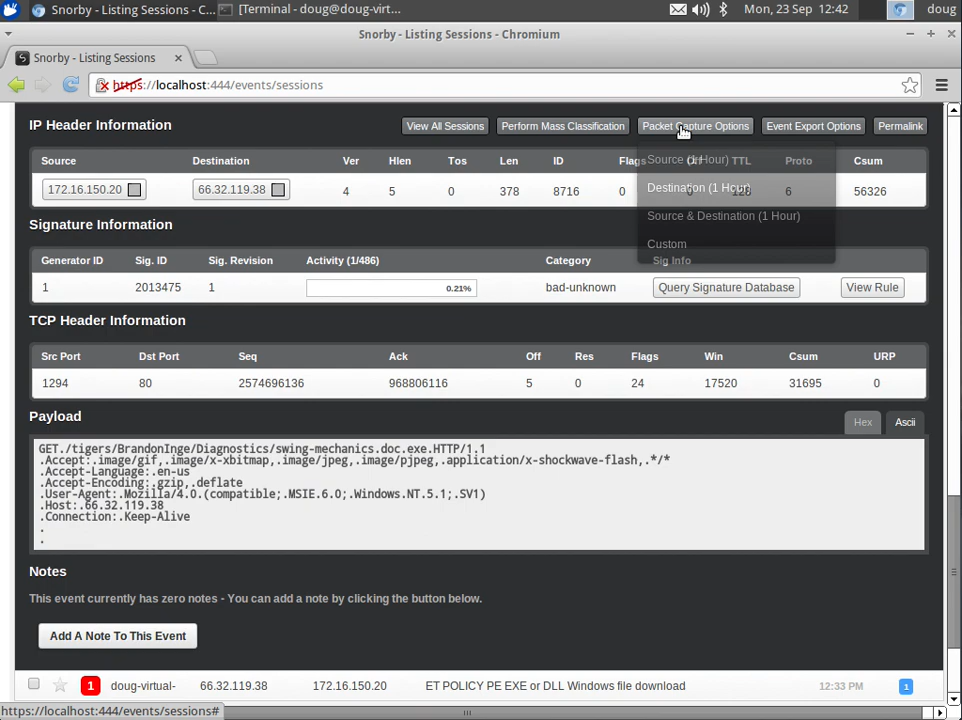 Snorby - Listing Sessions - C...
[Terminal - doug@doug-virt...
Mon, 23 Sep 12:42
doug
Snorby - Listing Sessions - Chromium
Snorby - Listing Sessions
https://localhost:444/events/sessions
IP Header Information
View All Sessions
Perform Mass Classification
Packet Capture Options
Event Export Options
Permalink
Source Destination Ver Hlen Tos Len ID Flags Off TTL Proto Csum
172.16.150.20 66.32.119.38 4 5 0 378 8716 0 0 128 6 56326
Source (1 Hour)
Destination (1 Hour)
Source & Destination (1 Hour)
Custom
Signature Information
Generator ID Sig. ID Sig. Revision Activity (1/486) Category Sig Info
1 2013475 1 0.21% bad-unknown Query Signature Database View Rule
TCP Header Information
Src Port Dst Port Seq Ack Off Res Flags Win Csum URP
1294 80 2574696136 968806116 5 0 24 17520 31695 0
Payload
Hex
Ascii
GET./tigers/BrandonInge/Diagnostics/swing-mechanics.doc.exe.HTTP/1.1
.Accept:.image/gif,.image/x-xbitmap,.image/jpeg,.image/pjpeg,.application/x-shockwave-flash,.*/*
.Accept-Language:.en-us
.Accept-Encoding:.gzip,.deflate
.User-Agent:.Mozilla/4.0.(compatible;.MSIE.6.0;.Windows.NT.5.1;.SV1)
.Host:.66.32.119.38
.Connection:.Keep-Alive
.
.
Notes
This event currently has zero notes - You can add a note by clicking the button below.
Add A Note To This Event
1 doug-virtual- 66.32.119.38 172.16.150.20 ET POLICY PE EXE or DLL Windows file download 12:33 PM 1
https://localhost:444/events/sessions#